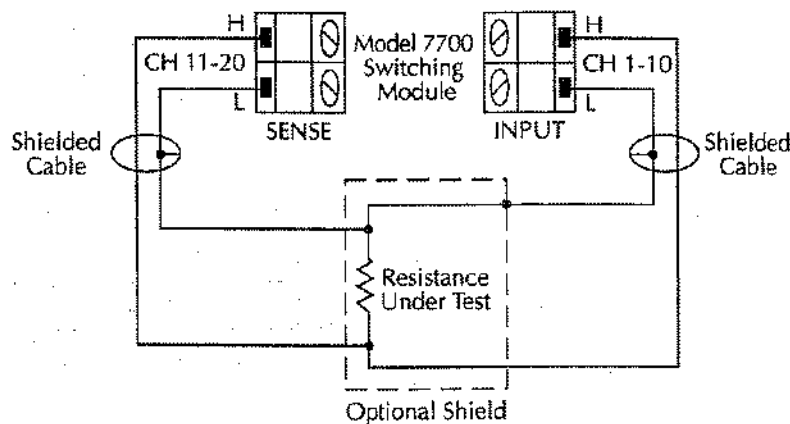 H
CH 11-20
L
SENSE
Model 7700
Switching
Module
H
CH 1-10
L
INPUT
Shielded
Cable
Shielded
Cable
Resistance
Under Test
Optional Shield